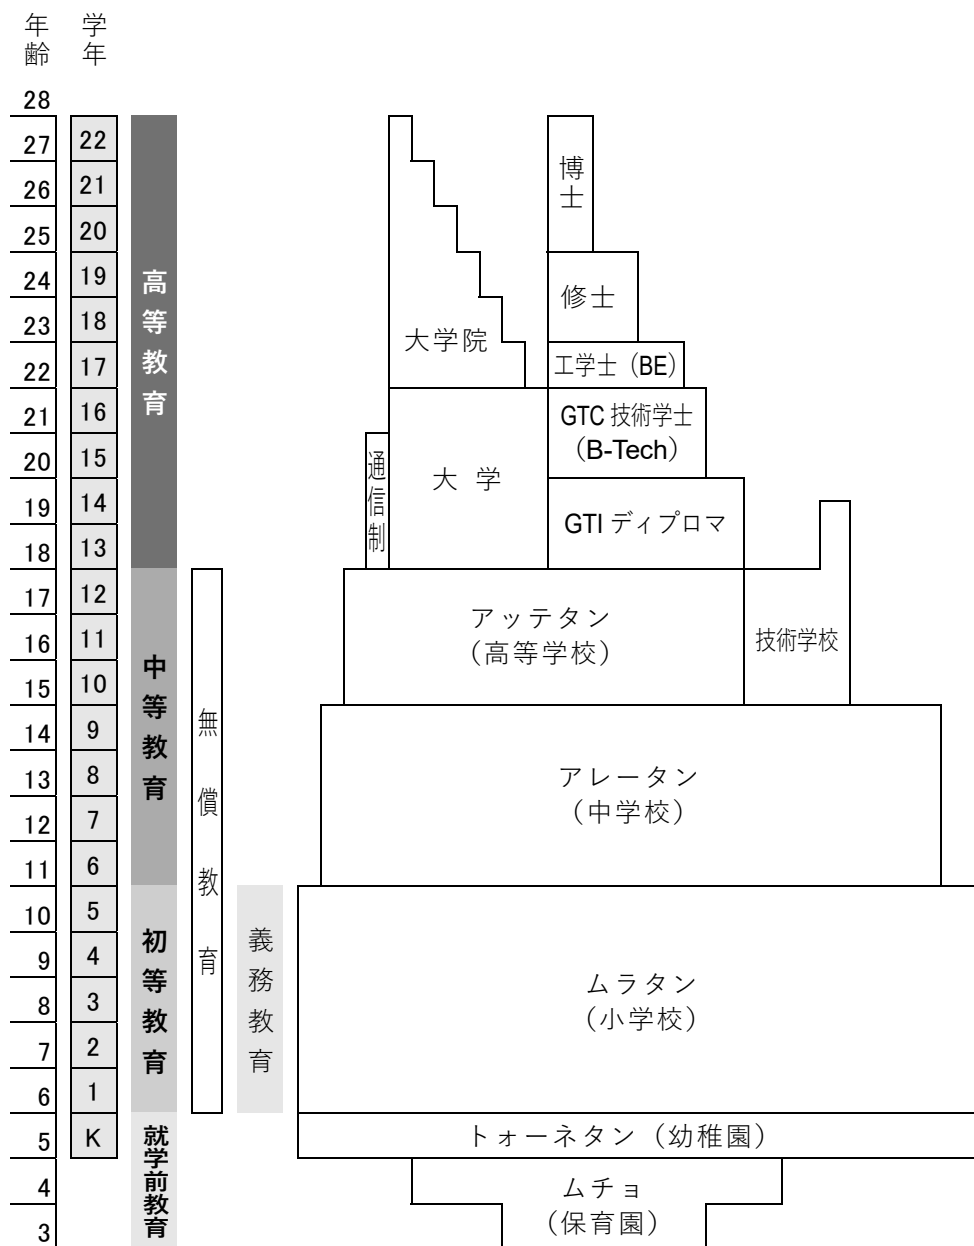 年齢
学年
28
27 22
26 21
25 20
24 19
23 18
22 17
21 16
20 15
19 14
18 13
17 12
16 11
15 10
14 9
13 8
12 7
11 6
10 5
9 4
8 3
7 2
6 1
5 K
4
3
高等教育
中等教育
初等教育
就学前教育
無償教育
義務教育
博士
修士
大学院
工学士（BE）
GTC 技術学士
（B-Tech）
通信制
大 学
GTI ディプロマ
アッテタン
（高等学校）
技術学校
アレータン
（中学校）
ムラタン
（小学校）
トォーネタン（幼稚園）
ムチョ
（保育園）